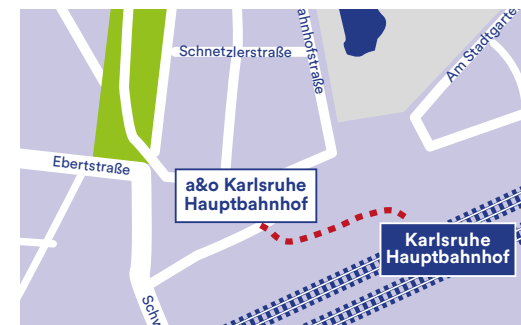 Schnetzlerstraße
ahnhofstraße
Am Stadtgarte
Ebertstraße
a&o Karlsruhe
Hauptbahnhof
Karlsruhe
Hauptbahnhof
Schw